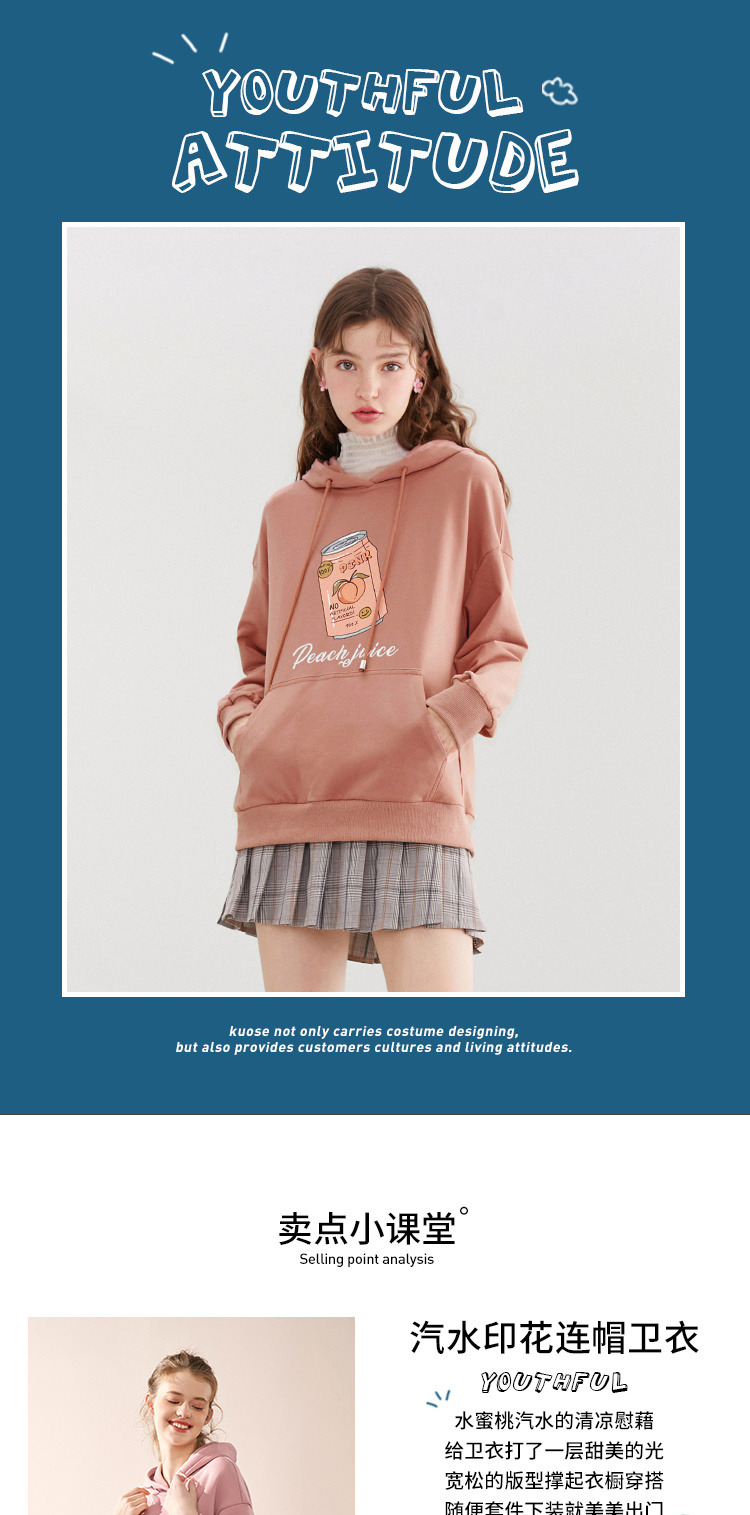 YOUTHFUL
ATTITUDE
100%
PINK
NO
ARTIFICIAL
FLAVORS!
Peach juice
kuose not only carries costume designing,
but also provides customers cultures and living attitudes.
卖点小课堂°
Selling point analysis
汽水印花连帽卫衣
YOUTHFUL
水蜜桃汽水的清凉慰藉
给卫衣打了一层甜美的光
宽松的版型撑起衣橱穿搭
随便套件下装就美美出门